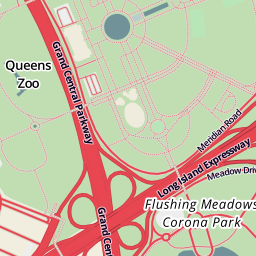 Queens
Zoo
Grand Central Parkway
Meridian Road
Long Island Expressway
Meadow Driv
Flushing Meadows
Corona Park
Grand C